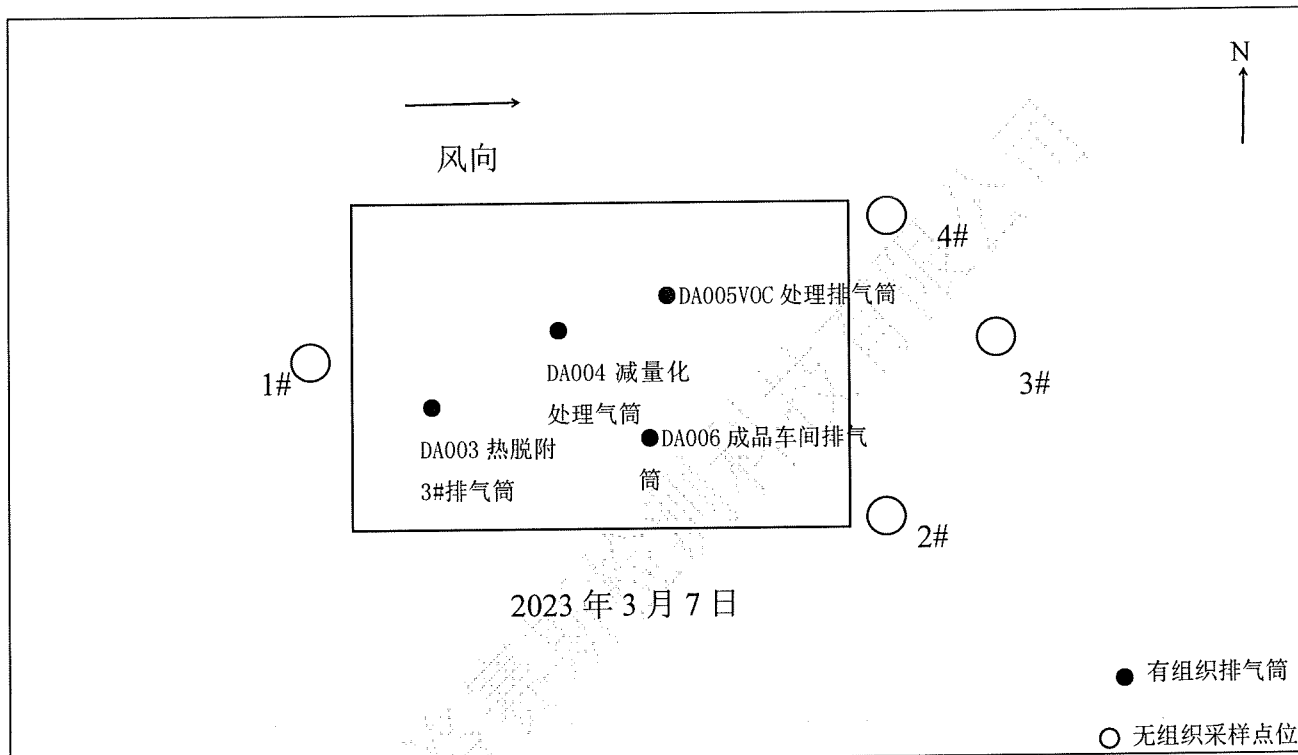 N
风向
4#
DA005VOC 处理排气筒
3#
1#
DA004 减量化
处理气筒
DA003 热脱附
3#排气筒
DA006 成品车间排气
筒
2#
2023 年 3 月 7 日
有组织排气筒
无组织采样点位